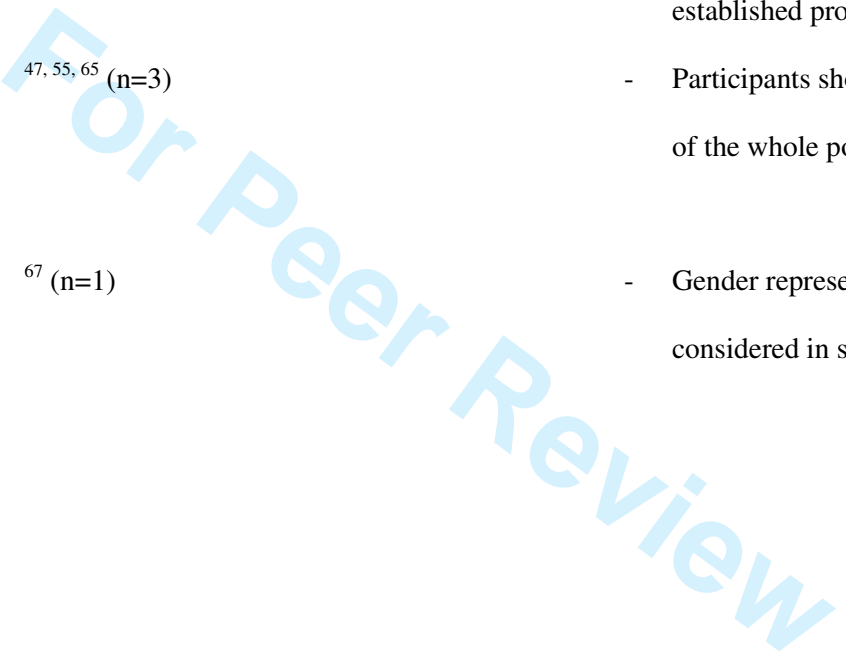 established pro
47, 55, 65 (n=3) - Participants sh
of the whole po
67 (n=1) - Gender represe
considered in s
For Peer Review